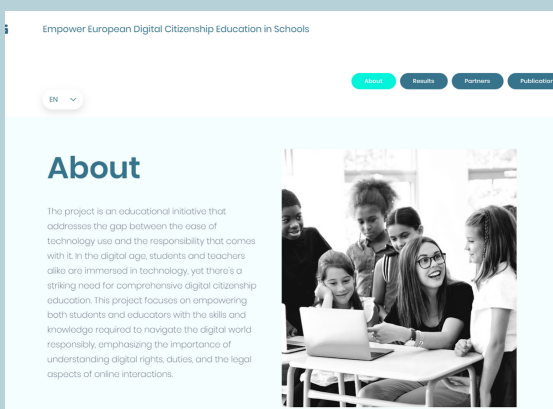 Empower European Digital Citizenship Education in Schools
About
Results
Partners
EN
About
The project is an educational initiative that
addresses the gap between the ease of
technology use and the responsibility that comes
with it. In the digital age, students and teachers
alike are immersed in technology, yet there's a
striking need for comprehensive digital citizenship
education. This project focuses on empowering
both students and educators with the skills and
knowledge required to navigate the digital world
responsibly, emphasizing the importance of
understanding digital rights, duties, and the legal
aspects of online interactions.